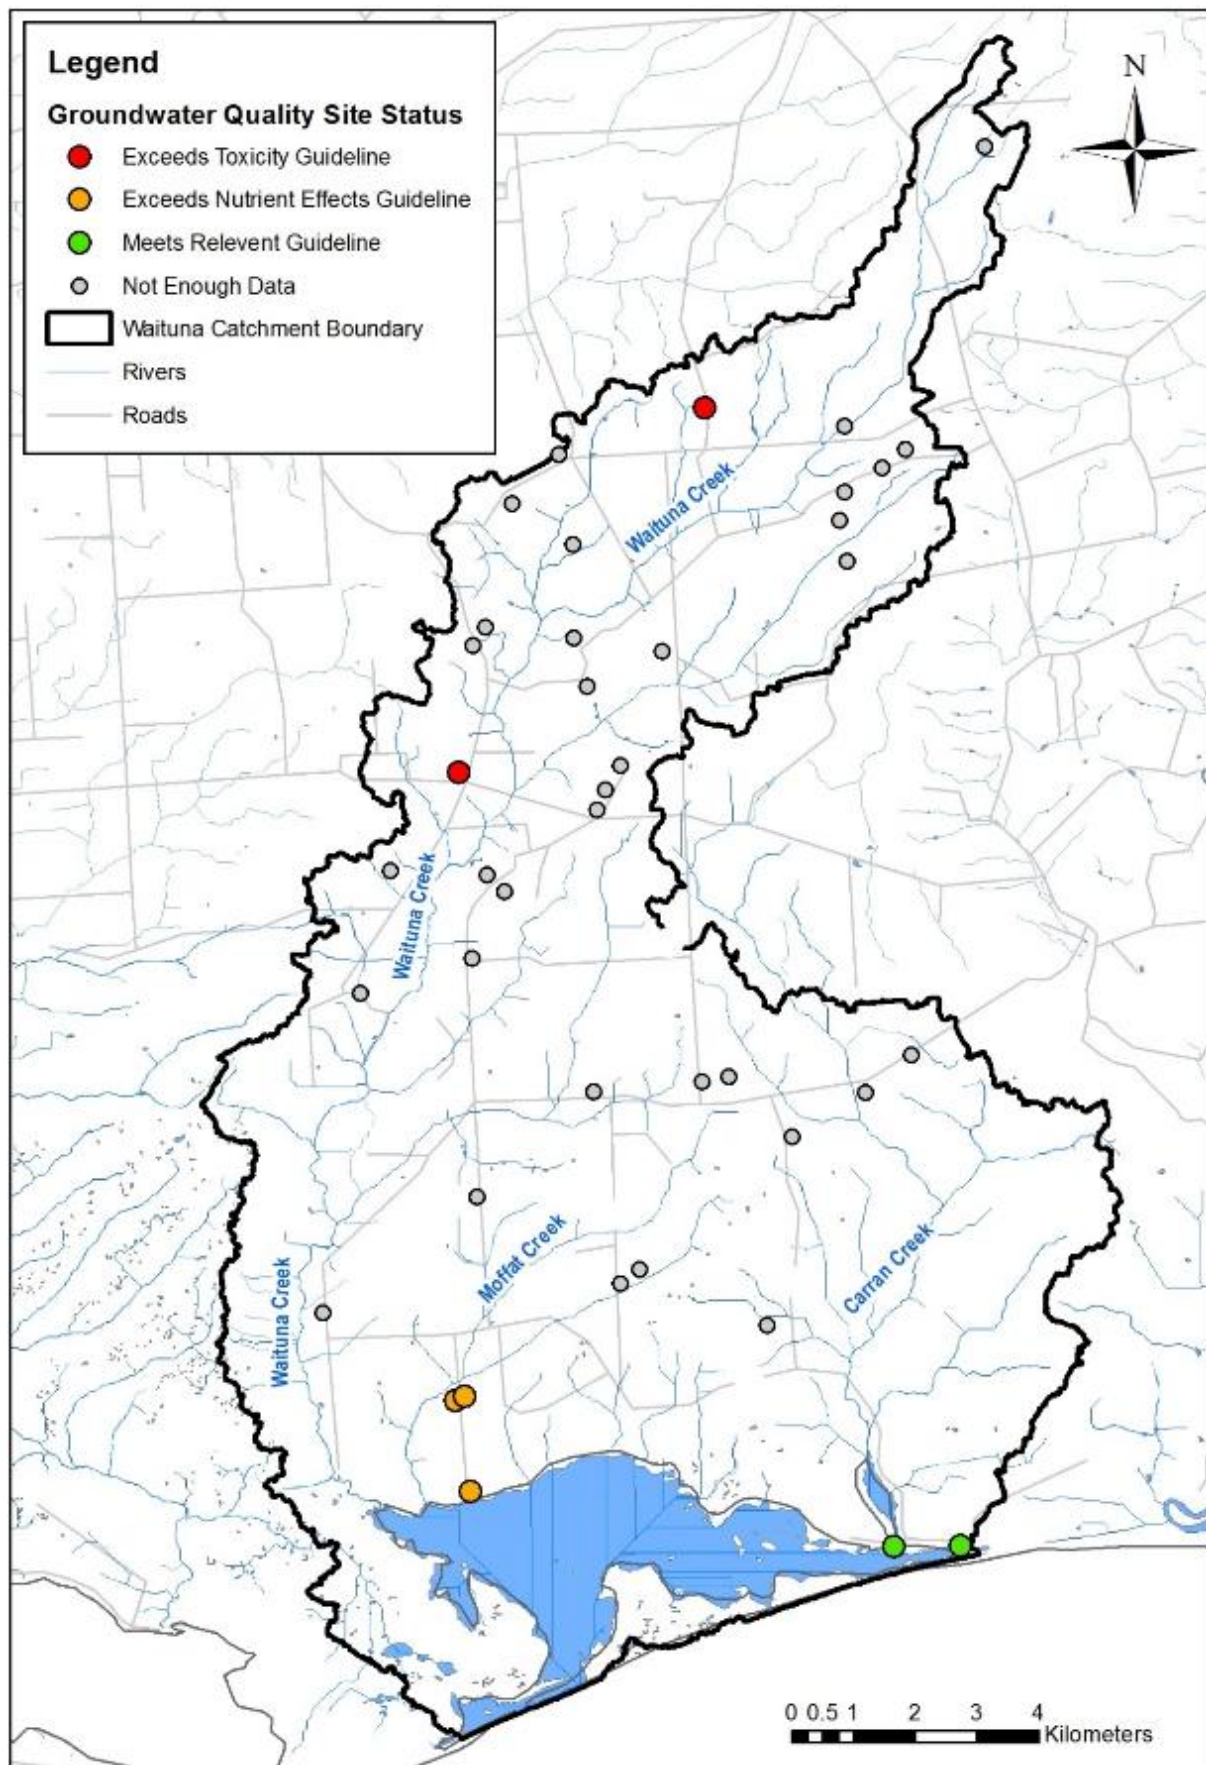 Legend
Groundwater Quality Site Status
Exceeds Toxicity Guideline
Exceeds Nutrient Effects Guideline
Meets Relevent Guideline
Not Enough Data
Waituna Catchment Boundary
Rivers
Roads
N
Waituna Creek
Waituna Creek
Moffat Creek
Carran Creek
Waituna Creek
0 0.5 1 2 3 4
Kilometers